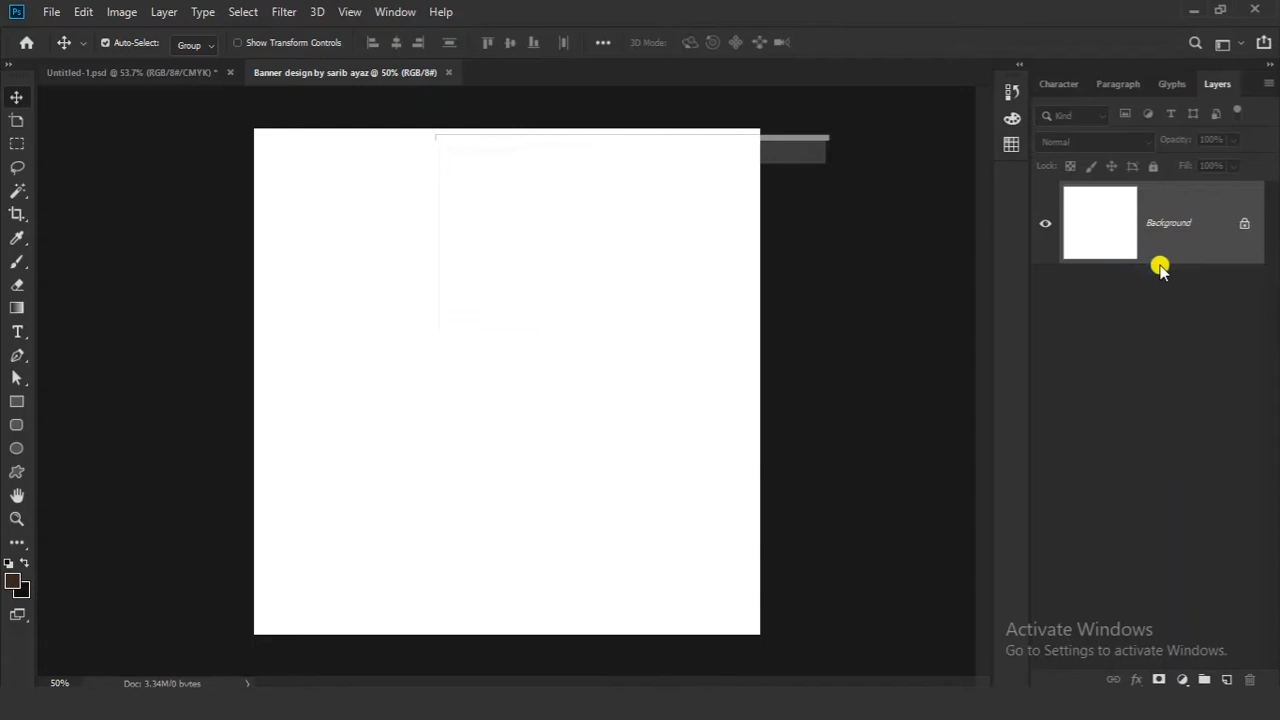 Ps File Edit Image Layer Type Select Filter 3D View Window Help
Auto-Select: Group Show Transform Controls 3D Mode:
Untitled-1.psd @ 53.7% (RGB/8#/CMYK) * Banner design by sarib ayaz @ 50% (RGB/8#)
Character Paragraph Glyphs Layers
Kind
Normal Opacity: 100%
Lock: Fill: 100%
Background
Activate Windows
Go to Settings to activate Windows.
50% Doc: 3.34M/0 bytes